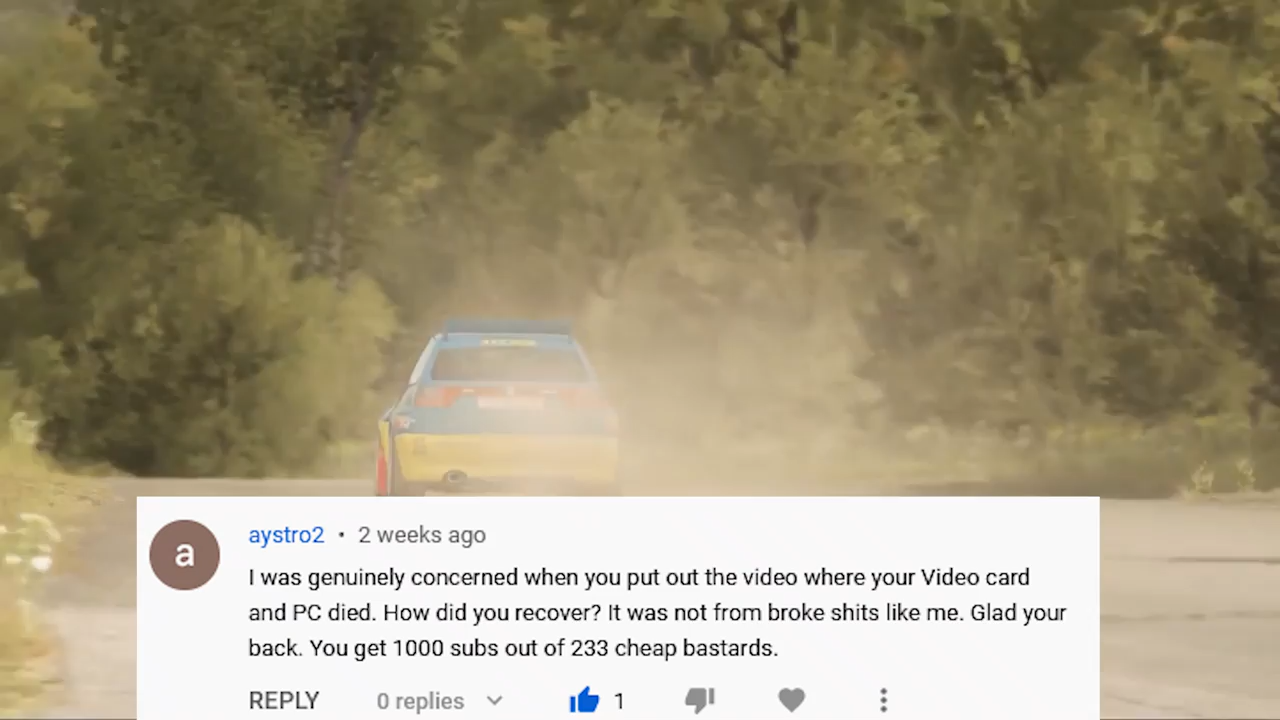 a
aystro2 • 2 weeks ago
I was genuinely concerned when you put out the video where your Video card
and PC died. How did you recover? It was not from broke shits like me. Glad your
back. You get 1000 subs out of 233 cheap bastards.
REPLY 0 replies 1